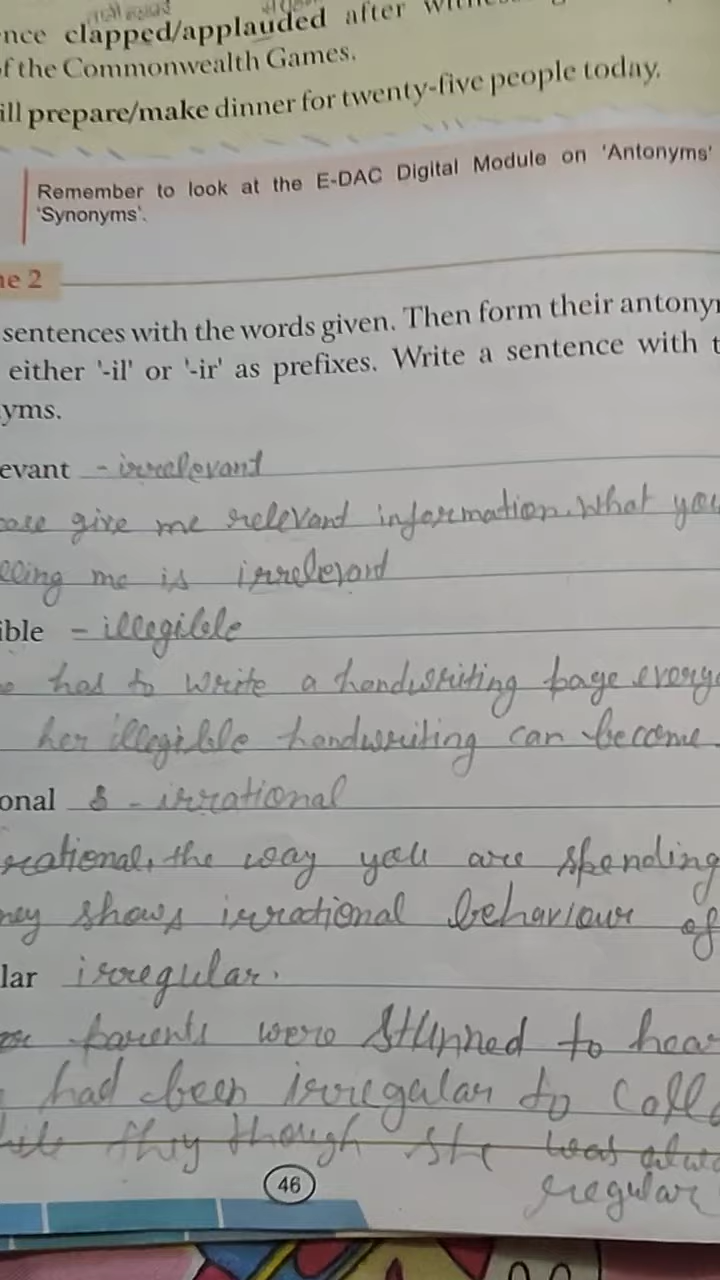 nce clapped/applauded after
of the Commonwealth Games.
ill prepare/make dinner for twenty-five people today.
Remember to look at the E-DAC Digital Module on 'Antonyms'
'Synonyms'.
ne 2
sentences with the words given. Then form their antony
either '-il' or '-ir' as prefixes. Write a sentence with t
yms.
evant - irrelevant
give me relevant information. What you
lling me is irrelevant
ible - illegible
has to write a handwriting page every
her illegible handwriting can become
onal - irrational
rational, the way you are spending
ney shows irrational behaviour of
lar irregular.
parents were stunned to hear
had been irregular to coll
they though she was
regular
46